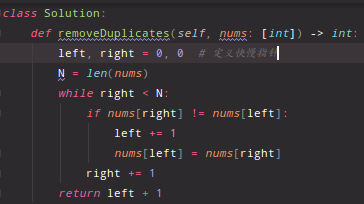 class Solution:
    def removeDuplicates(self, nums: [int]) -> int:
        left, right = 0, 0  # 定义快慢指针
        N = len(nums)
        while right < N:
            if nums[right] != nums[left]:
                left += 1
                nums[left] = nums[right]
            right += 1
        return left + 1